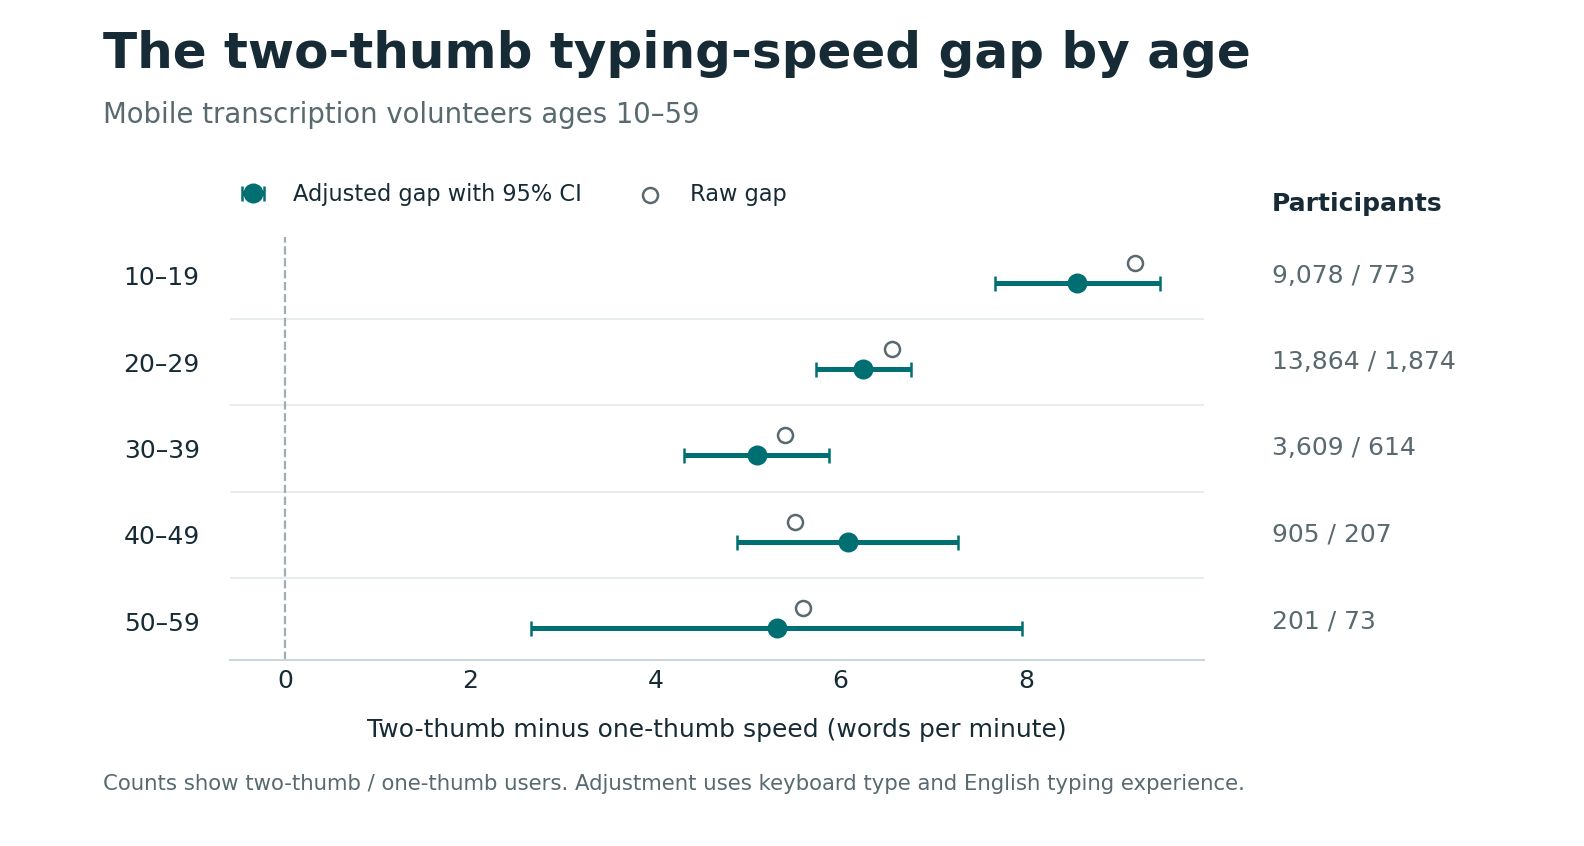 The two-thumb typing-speed gap by age
Mobile transcription volunteers ages 10–59
Adjusted gap with 95% CI
Raw gap
Participants
10–19
9,078 / 773
20–29
13,864 / 1,874
30–39
3,609 / 614
40–49
905 / 207
50–59
201 / 73
0 2 4 6 8
Two-thumb minus one-thumb speed (words per minute)
Counts show two-thumb / one-thumb users. Adjustment uses keyboard type and English typing experience.